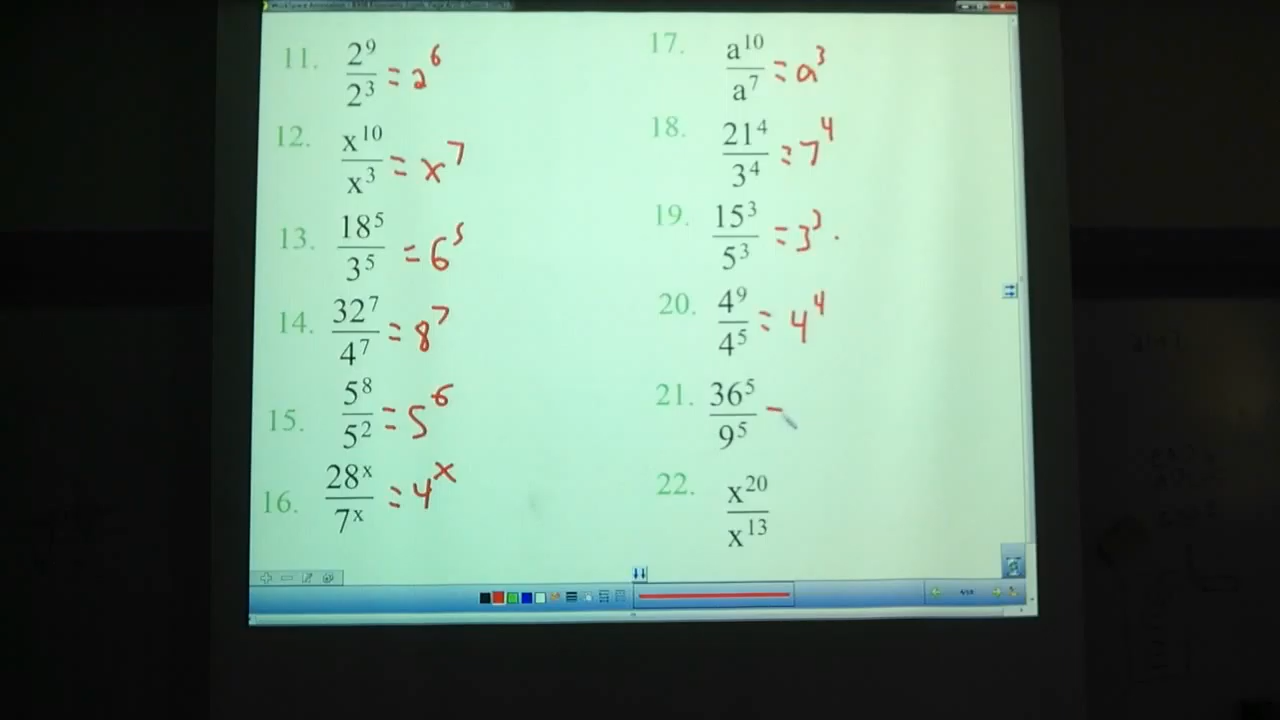 11. 2^9/2^3 = 2^6
12. x^10/x^3 = x^7
13. 18^5/3^5 = 6^5
14. 32^7/4^7 = 8^7
15. 5^8/5^2 = 5^6
16. 28^x/7^x = 4^x
17. a^10/a^7 = a^3
18. 21^4/3^4 = 7^4
19. 15^3/5^3 = 3^3.
20. 4^9/4^5 = 4^4
21. 36^5/9^5 -
22. x^20/x^13